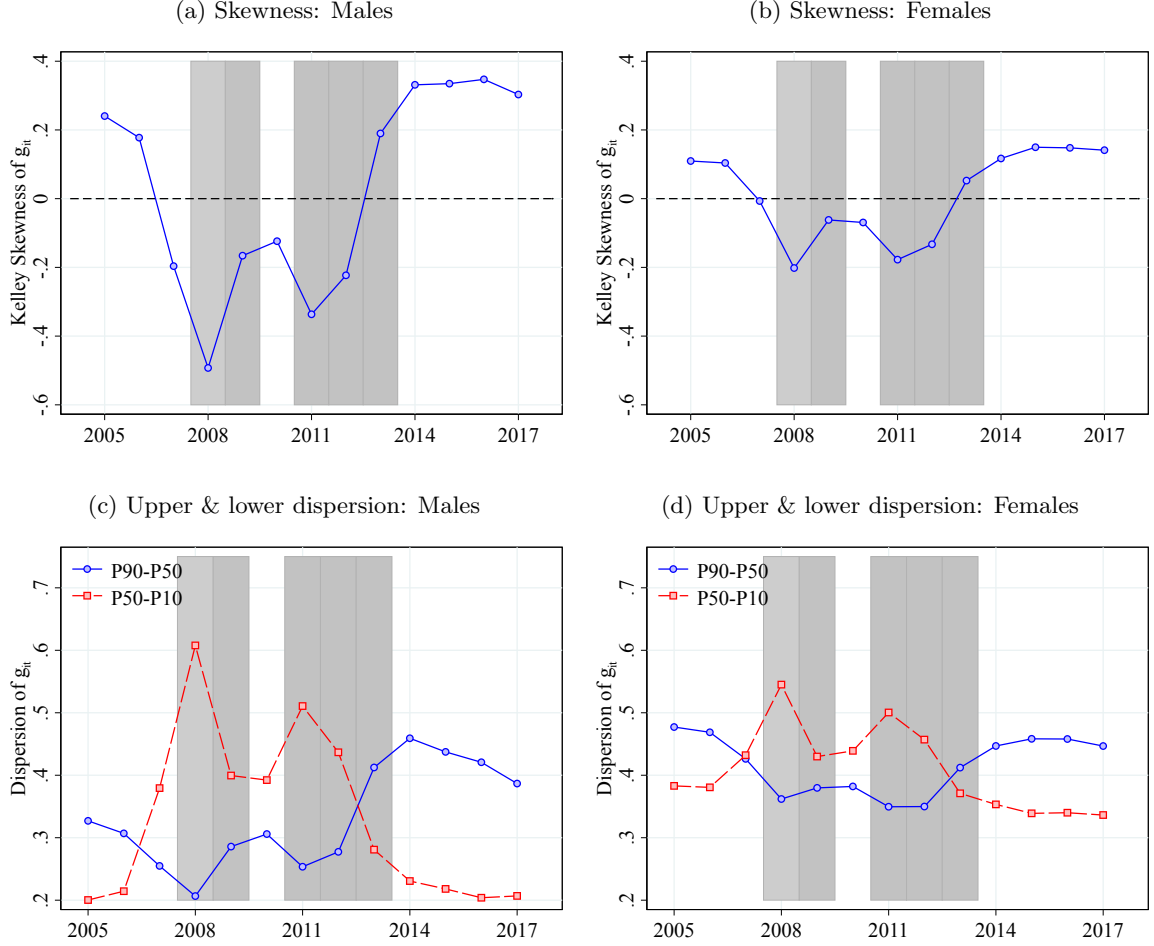 (a) Skewness: Males
Kelley Skewness of g_it
.4
.2
0
-.2
-.4
-.6
2005 2008 2011 2014 2017
(b) Skewness: Females
Kelley Skewness of g_it
.4
.2
0
-.2
-.4
-.6
2005 2008 2011 2014 2017
(c) Upper & lower dispersion: Males
Dispersion of g_it
.7
.6
.5
.4
.3
.2
P90-P50
P50-P10
2005 2008 2011 2014 2017
(d) Upper & lower dispersion: Females
Dispersion of g_it
.7
.6
.5
.4
.3
.2
P90-P50
P50-P10
2005 2008 2011 2014 2017